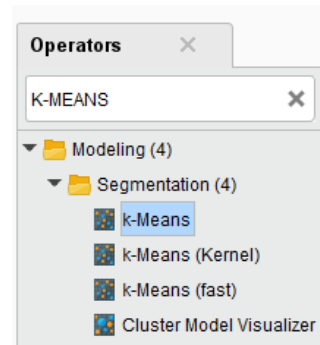 Operators
K-MEANS
Modeling (4)
Segmentation (4)
k-Means
k-Means (Kernel)
k-Means (fast)
Cluster Model Visualizer